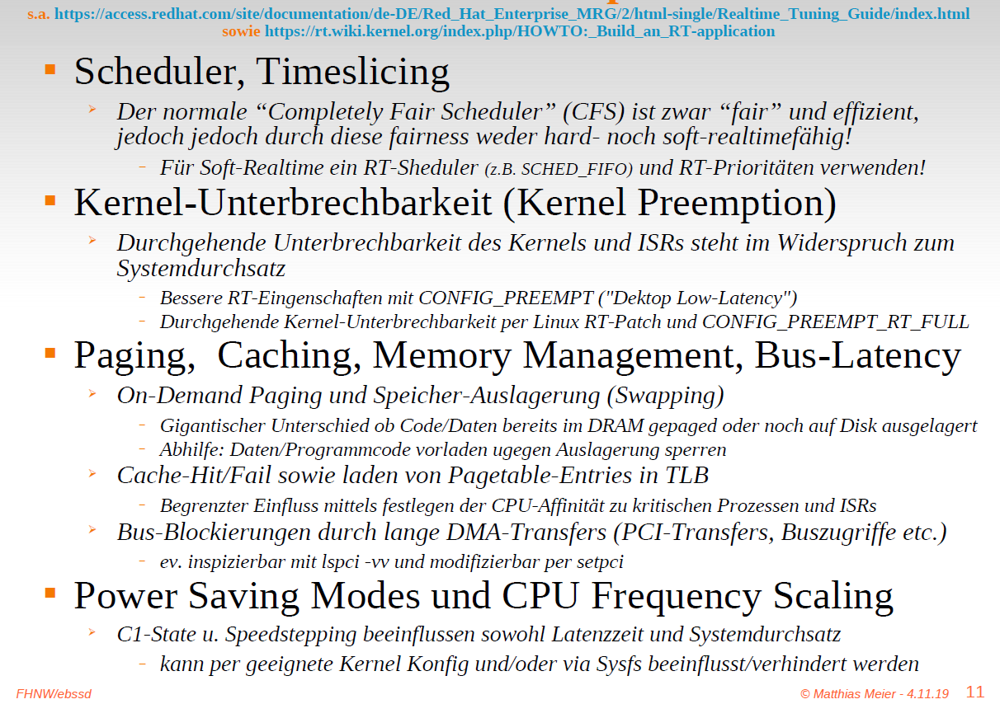 s.a. https://access.redhat.com/site/documentation/de-DE/Red_Hat_Enterprise_MRG/2/html-single/Realtime_Tuning_Guide/index.html
sowie https://rt.wiki.kernel.org/index.php/HOWTO:_Build_an_RT-application
Scheduler, Timeslicing
Der normale “Completely Fair Scheduler” (CFS) ist zwar “fair” und effizient,
jedoch jedoch durch diese fairness weder hard- noch soft-realtimefähig!
Für Soft-Realtime ein RT-Sheduler (z.B. SCHED_FIFO) und RT-Prioritäten verwenden!
Kernel-Unterbrechbarkeit (Kernel Preemption)
Durchgehende Unterbrechbarkeit des Kernels und ISRs steht im Widerspruch zum
Systemdurchsatz
Bessere RT-Eingenschaften mit CONFIG_PREEMPT ("Dektop Low-Latency")
Durchgehende Kernel-Unterbrechbarkeit per Linux RT-Patch und CONFIG_PREEMPT_RT_FULL
Paging,  Caching, Memory Management, Bus-Latency
On-Demand Paging und Speicher-Auslagerung (Swapping)
Gigantischer Unterschied ob Code/Daten bereits im DRAM gepaged oder noch auf Disk ausgelagert
Abhilfe: Daten/Programmcode vorladen ugegen Auslagerung sperren
Cache-Hit/Fail sowie laden von Pagetable-Entries in TLB
Begrenzter Einfluss mittels festlegen der CPU-Affinität zu kritischen Prozessen und ISRs
Bus-Blockierungen durch lange DMA-Transfers (PCI-Transfers, Buszugriffe etc.)
ev. inspizierbar mit lspci -vv und modifizierbar per setpci
Power Saving Modes und CPU Frequency Scaling
C1-State u. Speedstepping beeinflussen sowohl Latenzzeit und Systemdurchsatz
kann per geeignete Kernel Konfig und/oder via Sysfs beeinflusst/verhindert werden
FHNW/ebssd
© Matthias Meier - 4.11.19 11